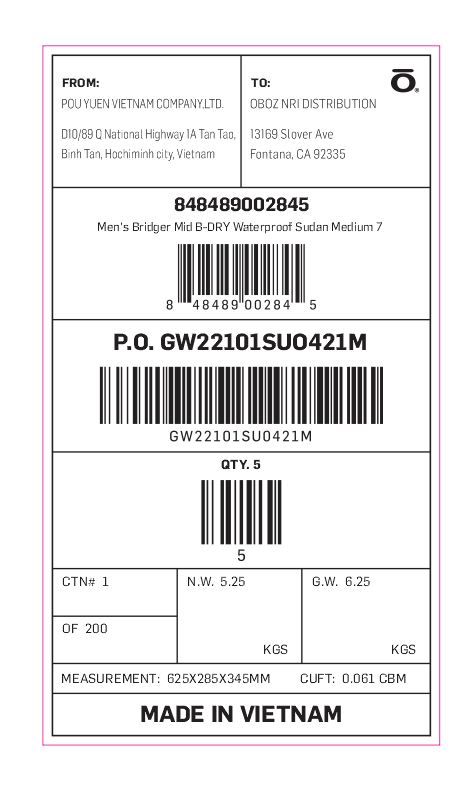 FROM:
POU YUEN VIETNAM COMPANY.LTD.
D10/89 Q National Highway 1A Tan Tao,
Binh Tan, Hochiminh city, Vietnam
TO:
OBOZ NRI DISTRIBUTION
13169 Slover Ave
Fontana, CA 92335
Ō®
848489002845
Men's Bridger Mid B-DRY Waterproof Sudan Medium 7
8 48489 00284 5
P.O. GW22101SUO421M
GW22101SU0421M
QTY. 5
5
CTN# 1
OF 200
N.W. 5.25
KGS
G.W. 6.25
KGS
MEASUREMENT: 625X285X345MM CUFT: 0.061 CBM
MADE IN VIETNAM